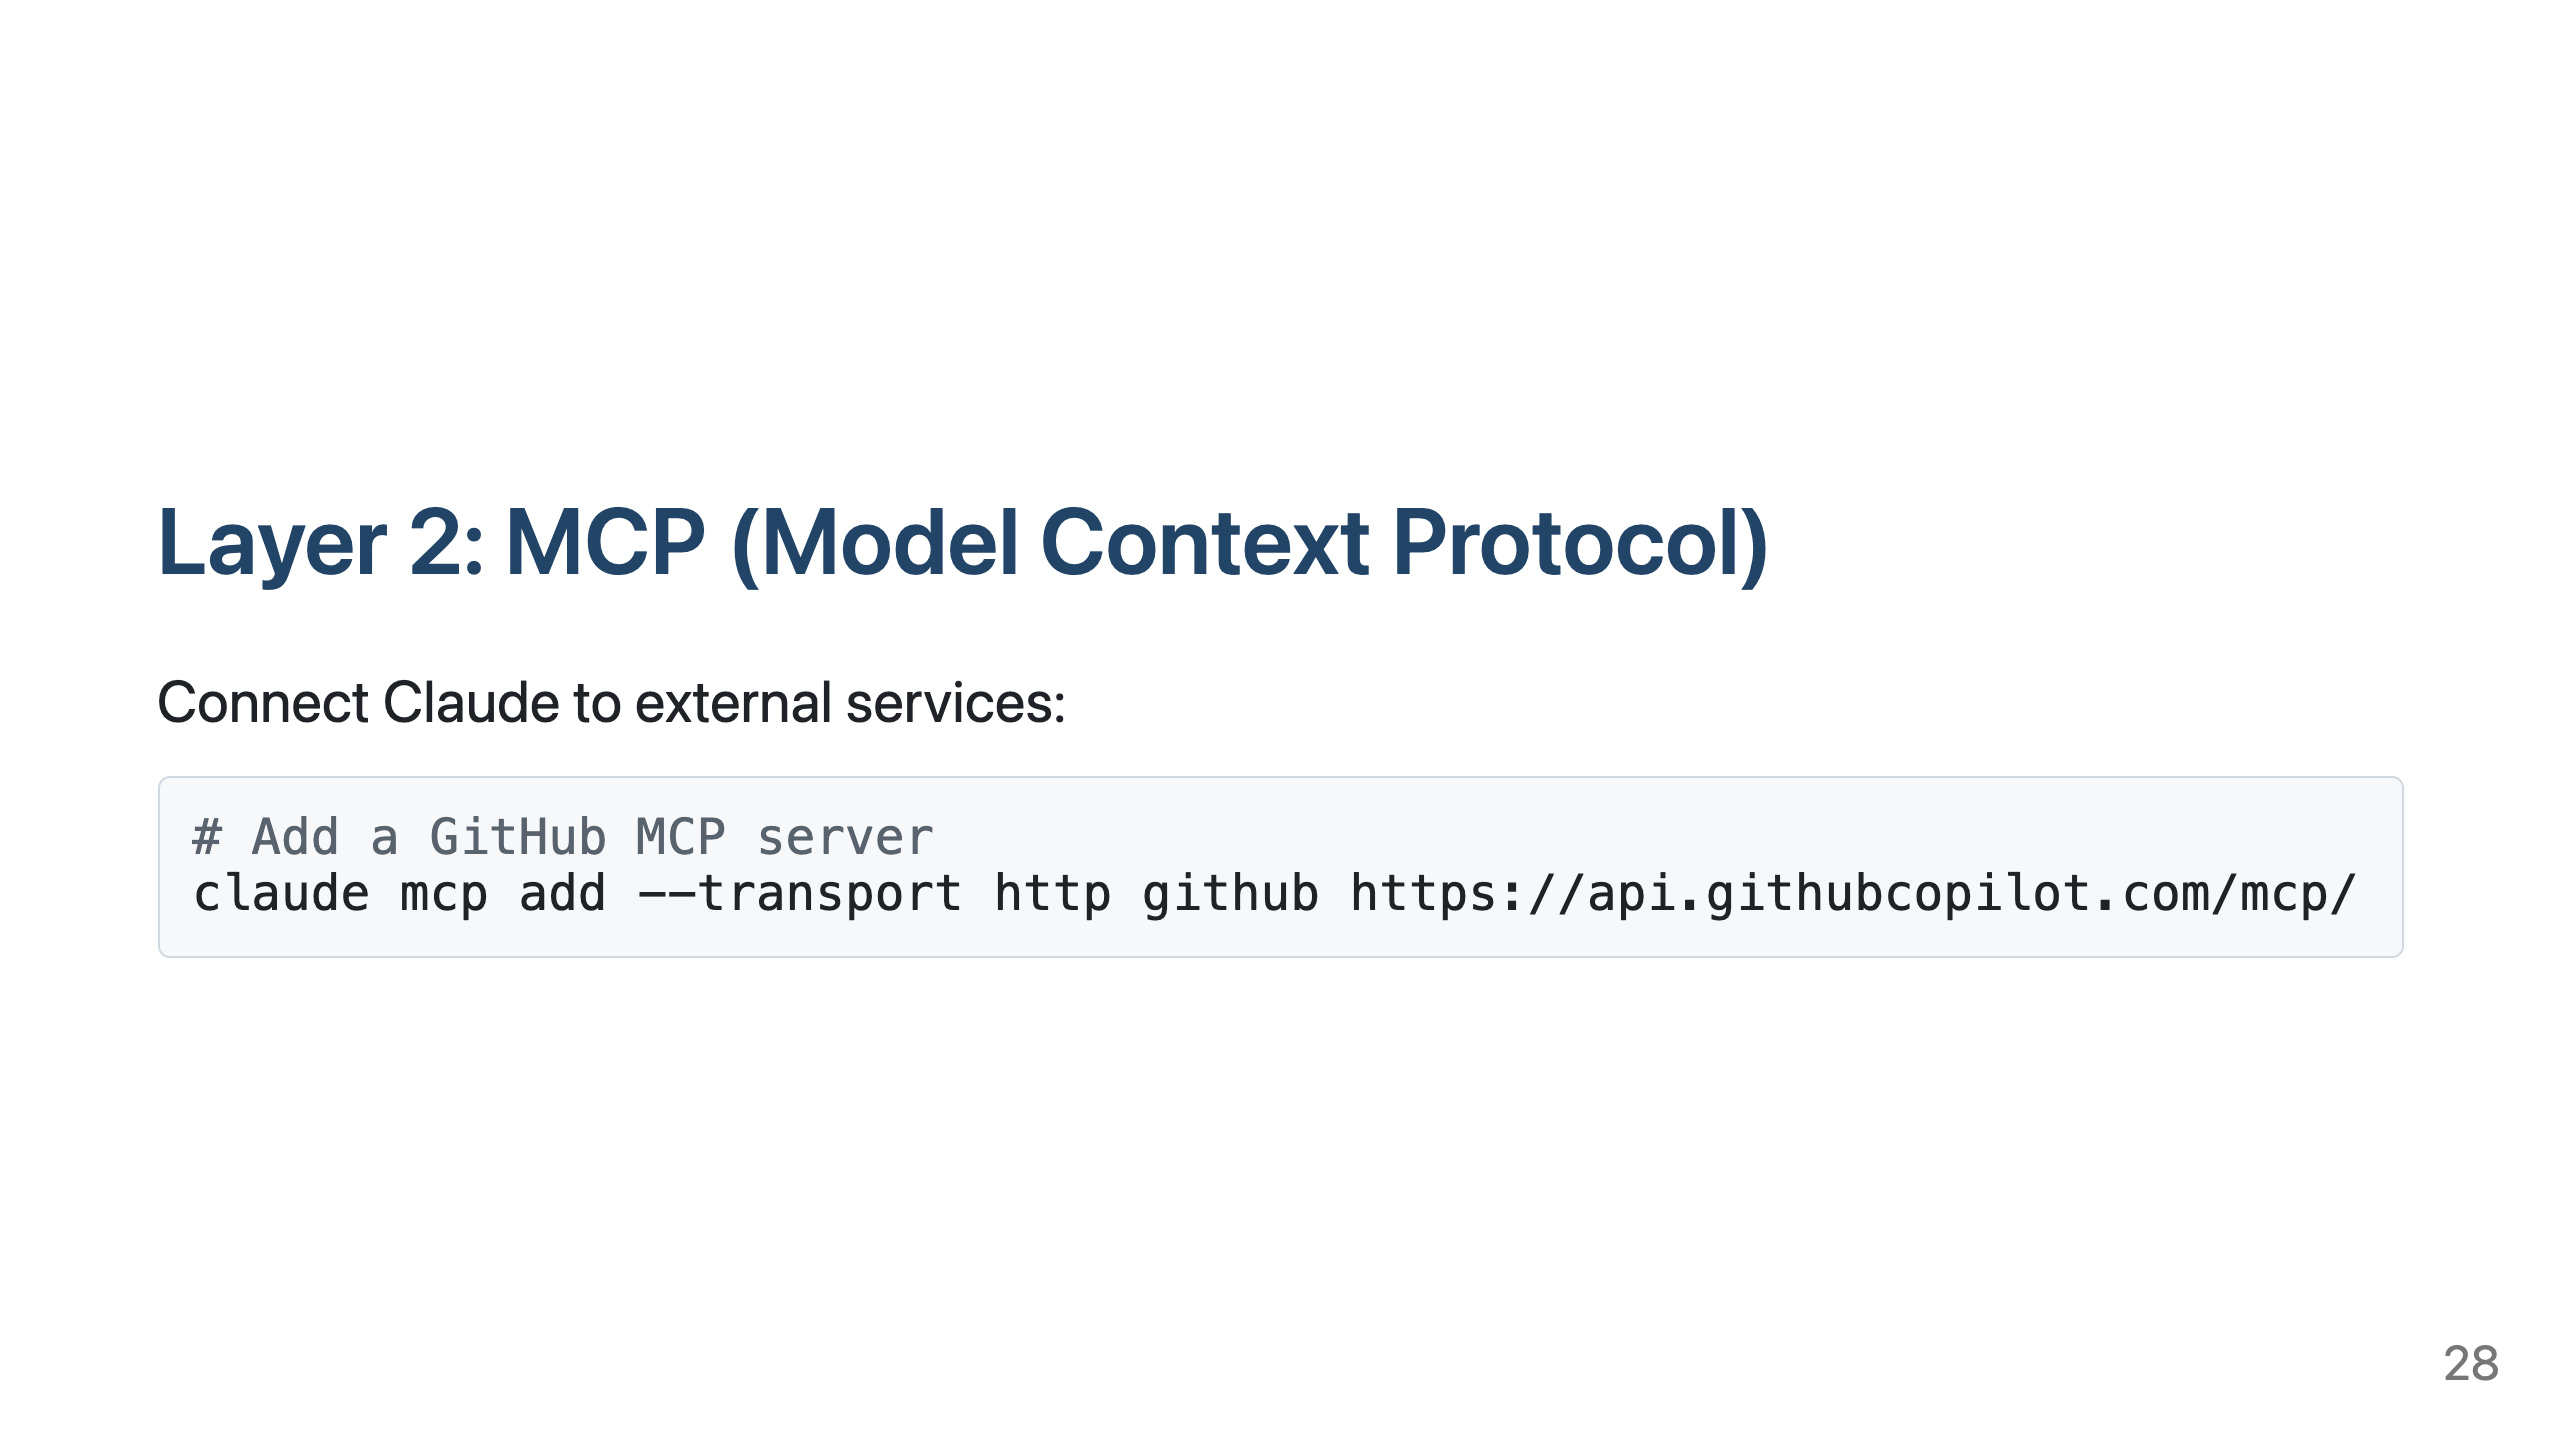 Layer 2: MCP (Model Context Protocol)
Connect Claude to external services:
# Add a GitHub MCP server
claude mcp add --transport http github https://api.githubcopilot.com/mcp/
28